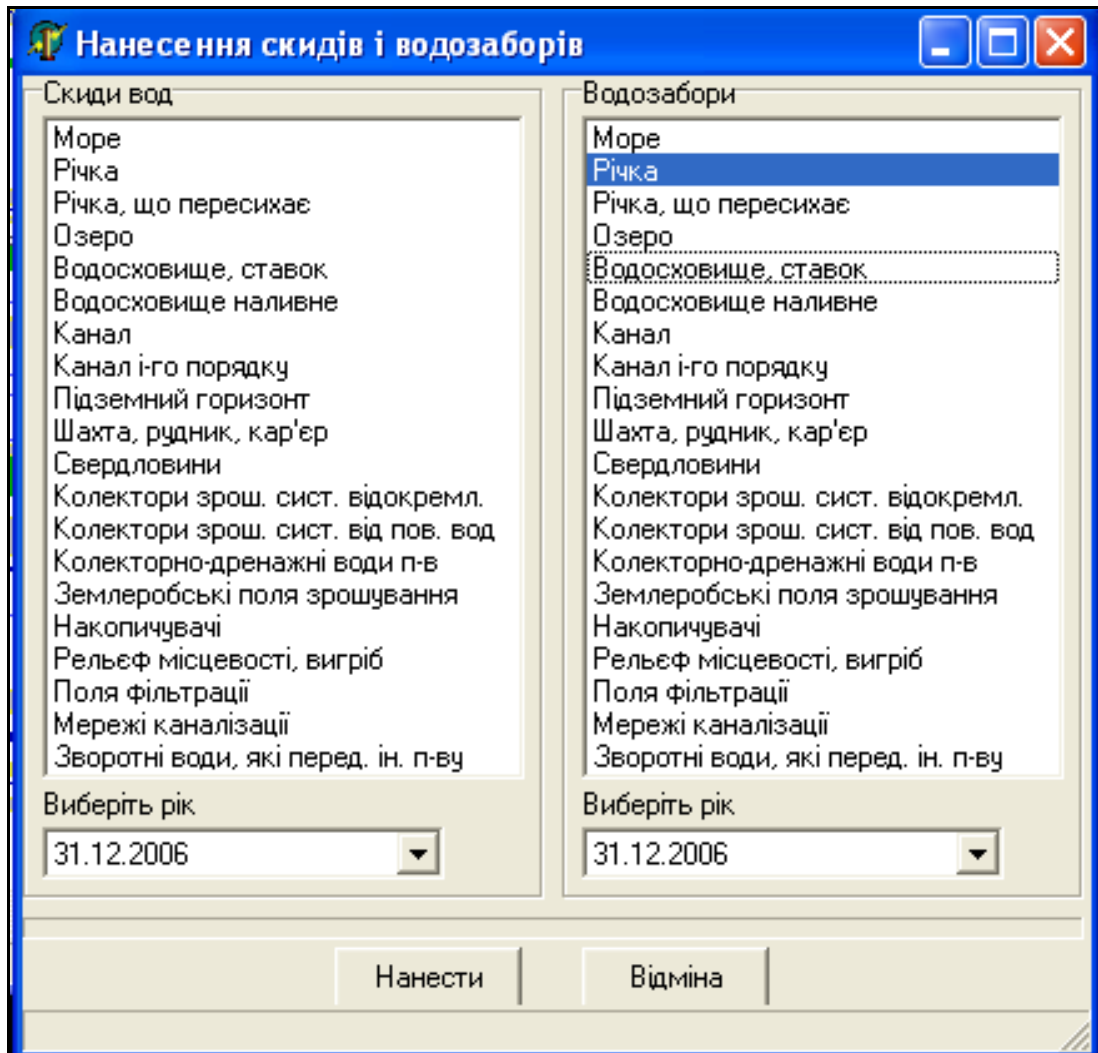 Нанесення скидів і водозаборів
Скиди вод
Море
Річка
Річка, що пересихає
Озеро
Водосховище, ставок
Водосховище наливне
Канал
Канал і-го порядку
Підземний горизонт
Шахта, рудник, кар'єр
Свердловини
Колектори зрош. сист. відокремл.
Колектори зрош. сист. від пов. вод
Колекторно-дренажні води п-в
Землеробські поля зрошування
Накопичувачі
Рельєф місцевості, вигріб
Поля фільтрації
Мережі каналізації
Зворотні води, які перед. ін. п-ву
Виберіть рік
31.12.2006
Водозабори
Море
Річка
Річка, що пересихає
Озеро
Водосховище, ставок
Водосховище наливне
Канал
Канал і-го порядку
Підземний горизонт
Шахта, рудник, кар'єр
Свердловини
Колектори зрош. сист. відокремл.
Колектори зрош. сист. від пов. вод
Колекторно-дренажні води п-в
Землеробські поля зрошування
Накопичувачі
Рельєф місцевості, вигріб
Поля фільтрації
Мережі каналізації
Зворотні води, які перед. ін. п-ву
Виберіть рік
31.12.2006
Нанести
Відміна